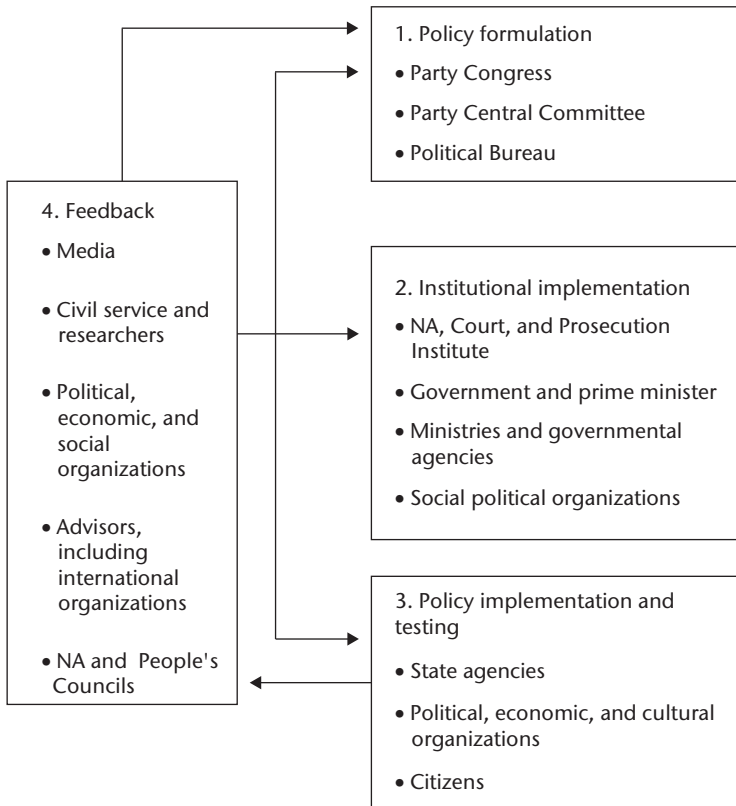 1. Policy formulation
• Party Congress
• Party Central Committee
• Political Bureau
4. Feedback
• Media
• Civil service and
researchers
• Political,
economic, and
social
organizations
• Advisors,
including
international
organizations
• NA and People's
Councils
2. Institutional implementation
• NA, Court, and Prosecution
Institute
• Government and prime minister
• Ministries and governmental
agencies
• Social political organizations
3. Policy implementation and
testing
• State agencies
• Political, economic, and cultural
organizations
• Citizens